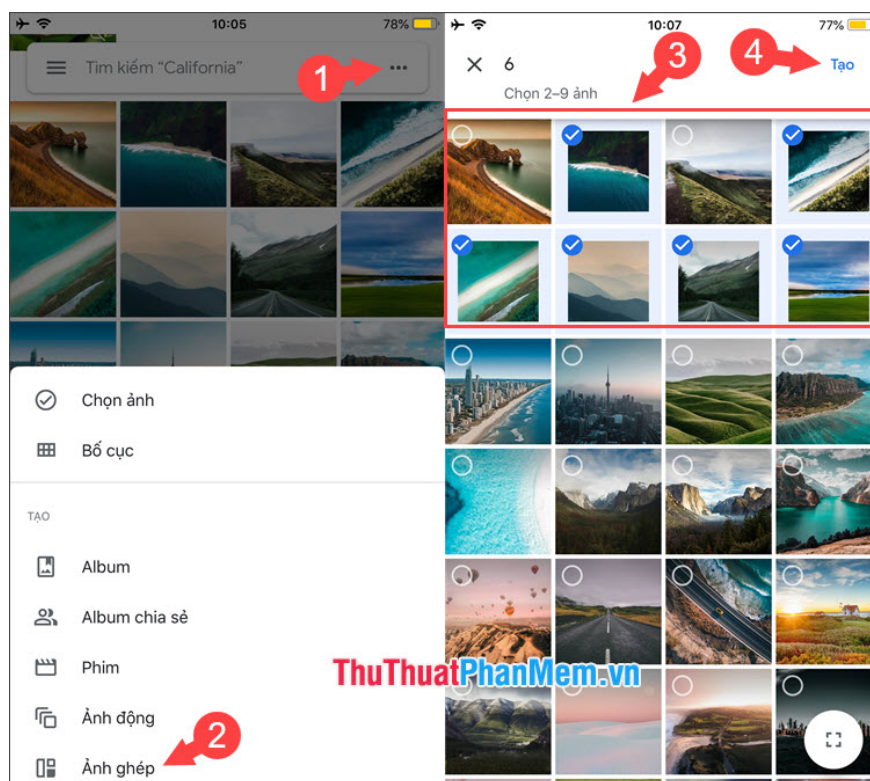 10:05
78%
Tìm kiếm “California”
1
Chọn ảnh
Bố cục
TẠO
Album
Album chia sẻ
Phim
Ảnh động
Ảnh ghép
2
10:07
77%
6
3
4
Tạo
Chọn 2–9 ảnh
ThuThuatPhanMem.vn